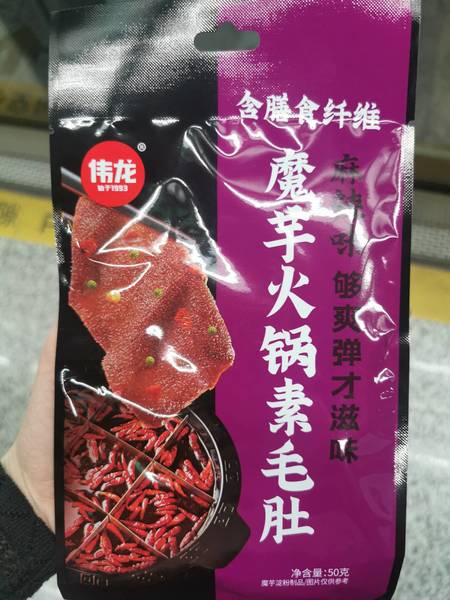 含膳食纤维
伟龙
®
始于1993
魔芋火锅素毛肚
麻辣味 够爽弹才滋味
净含量:50克
魔芋淀粉制品/图片仅供参考